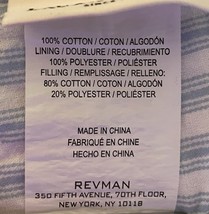 100% COTTON / COTON / ALGODÓN
LINING / DOUBLURE / RECUBRIMIENTO
100% POLYESTER / POLIÉSTER
FILLING / REMPLISSAGE / RELLENO:
80% COTTON / COTON / ALGODÓN
20% POLYESTER / POLIÉSTER
MADE IN CHINA
FABRIQUÉ EN CHINE
HECHO EN CHINA
REVMAN
350 FIFTH AVENUE, 70TH FLOOR,
NEW YORK, NY 10118